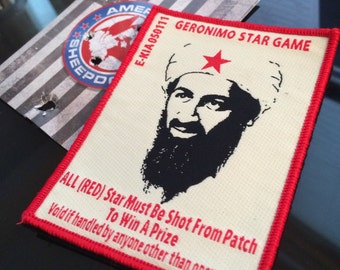 AMER
SHEEPDO
GERONIMO STAR GAME
E-KIA050111
ALL (RED) Star Must Be Shot From Patch
To Win A Prize
Void if handled by anyone other than